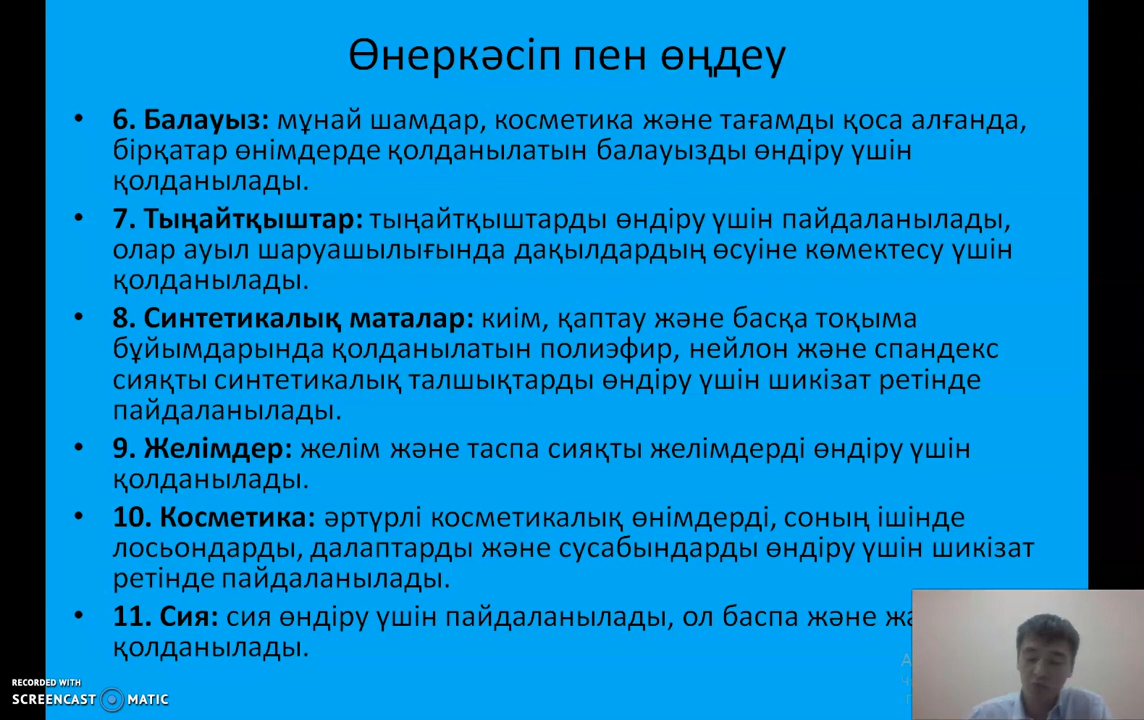 Өнеркәсіп пен өңдеу
• 6. Балауыз: мұнай шамдар, косметика және тағамды қоса алғанда,
бірқатар өнімдерде қолданылатын балауызды өндіру үшін
қолданылады.
• 7. Тыңайтқыштар: тыңайтқыштарды өндіру үшін пайдаланылады,
олар ауыл шаруашылығында дақылдардың өсуіне көмектесу үшін
қолданылады.
• 8. Синтетикалық маталар: киім, қаптау және басқа тоқыма
бұйымдарында қолданылатын полиэфир, нейлон және спандекс
сияқты синтетикалық талшықтарды өндіру үшін шикізат ретінде
пайдаланылады.
• 9. Желімдер: желім және таспа сияқты желімдерді өндіру үшін
қолданылады.
• 10. Косметика: әртүрлі косметикалық өнімдерді, соның ішінде
лосьондарды, далаптарды және сусабындарды өндіру үшін шикізат
ретінде пайдаланылады.
• 11. Сия: сия өндіру үшін пайдаланылады, ол баспа және
қолданылады.
RECORDED WITH
SCREENCAST MATIC